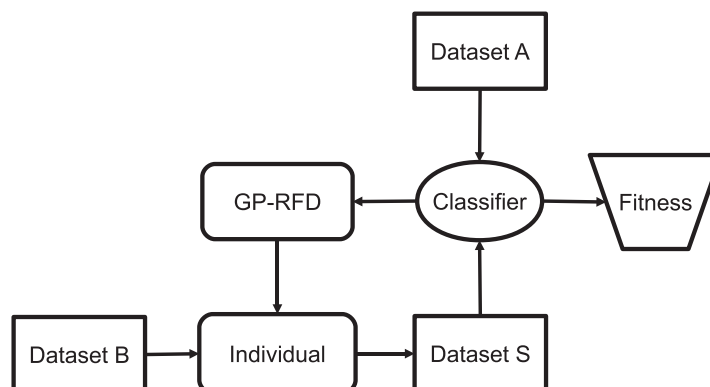 Dataset A
GP-RFD
Classifier
Fitness
Dataset B
Individual
Dataset S